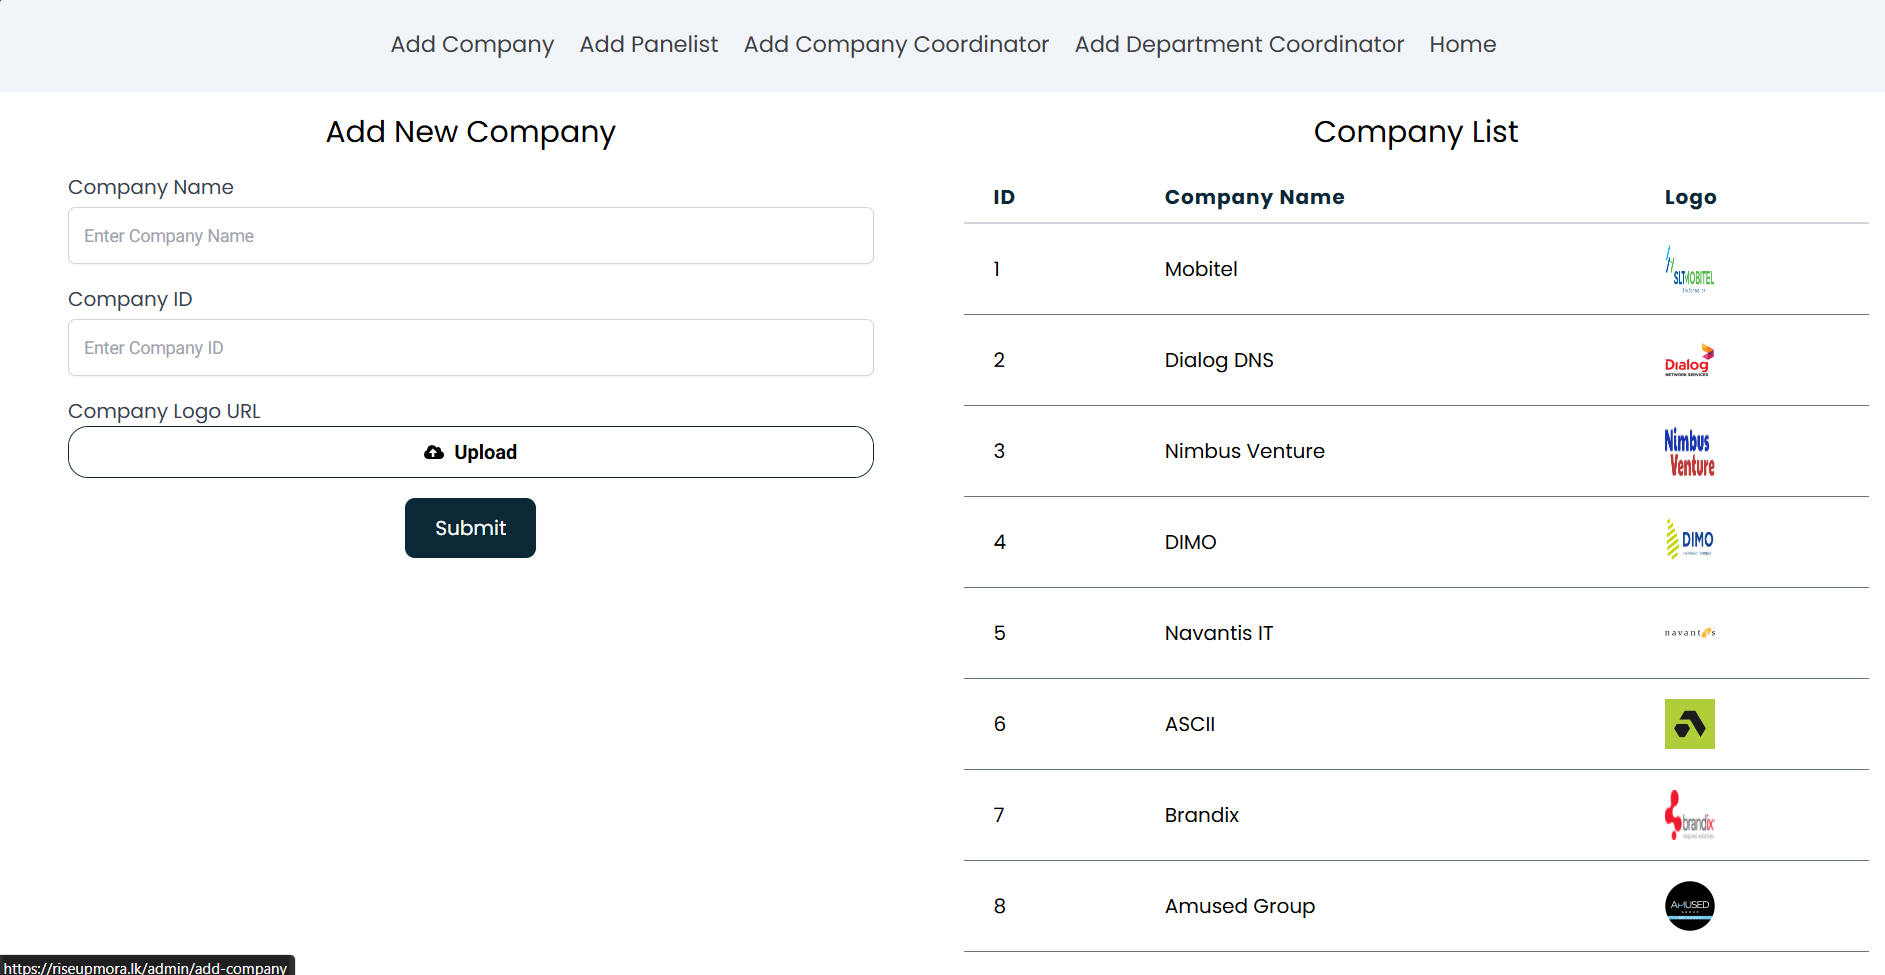 Add Company Add Panelist Add Company Coordinator Add Department Coordinator Home
Add New Company
Company Name
Enter Company Name
Company ID
Enter Company ID
Company Logo URL
Upload
Submit
Company List
ID Company Name Logo
1 Mobitel SLTMOBITEL
2 Dialog DNS Dialog
NETWORK SERVICES
3 Nimbus Venture Nimbus
Venture
4 DIMO DIMO
5 Navantis IT navantis
6 ASCII
7 Brandix brandix
8 Amused Group AMUSED
GROUP
https://riseupmora.lk/admin/add-company